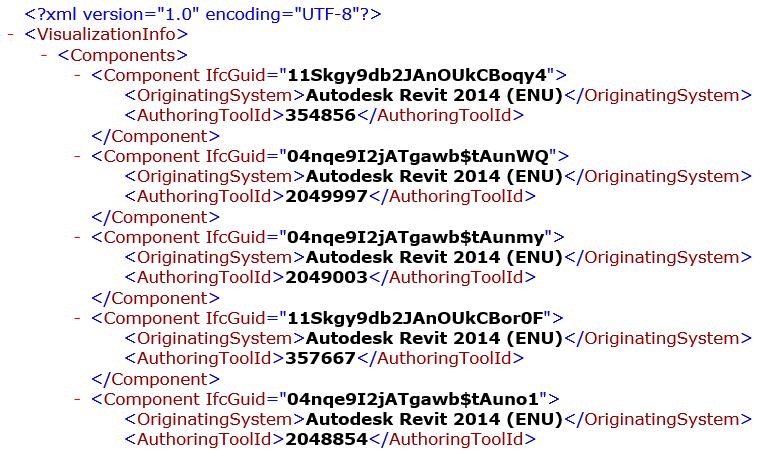 <?xml version="1.0" encoding="UTF-8"?>
- <VisualizationInfo>
- <Components>
- <Component IfcGuid="11Skgy9db2JAnOUkCBoqy4">
<OriginatingSystem>Autodesk Revit 2014 (ENU)</OriginatingSystem>
<AuthoringToolId>354856</AuthoringToolId>
</Component>
- <Component IfcGuid="04nqe9I2jATgawb$tAunWQ">
<OriginatingSystem>Autodesk Revit 2014 (ENU)</OriginatingSystem>
<AuthoringToolId>2049997</AuthoringToolId>
</Component>
- <Component IfcGuid="04nqe9I2jATgawb$tAunmy">
<OriginatingSystem>Autodesk Revit 2014 (ENU)</OriginatingSystem>
<AuthoringToolId>2049003</AuthoringToolId>
</Component>
- <Component IfcGuid="11Skgy9db2JAnOUkCBor0F">
<OriginatingSystem>Autodesk Revit 2014 (ENU)</OriginatingSystem>
<AuthoringToolId>357667</AuthoringToolId>
</Component>
- <Component IfcGuid="04nqe9I2jATgawb$tAuno1">
<OriginatingSystem>Autodesk Revit 2014 (ENU)</OriginatingSystem>
<AuthoringToolId>2048854</AuthoringToolId>